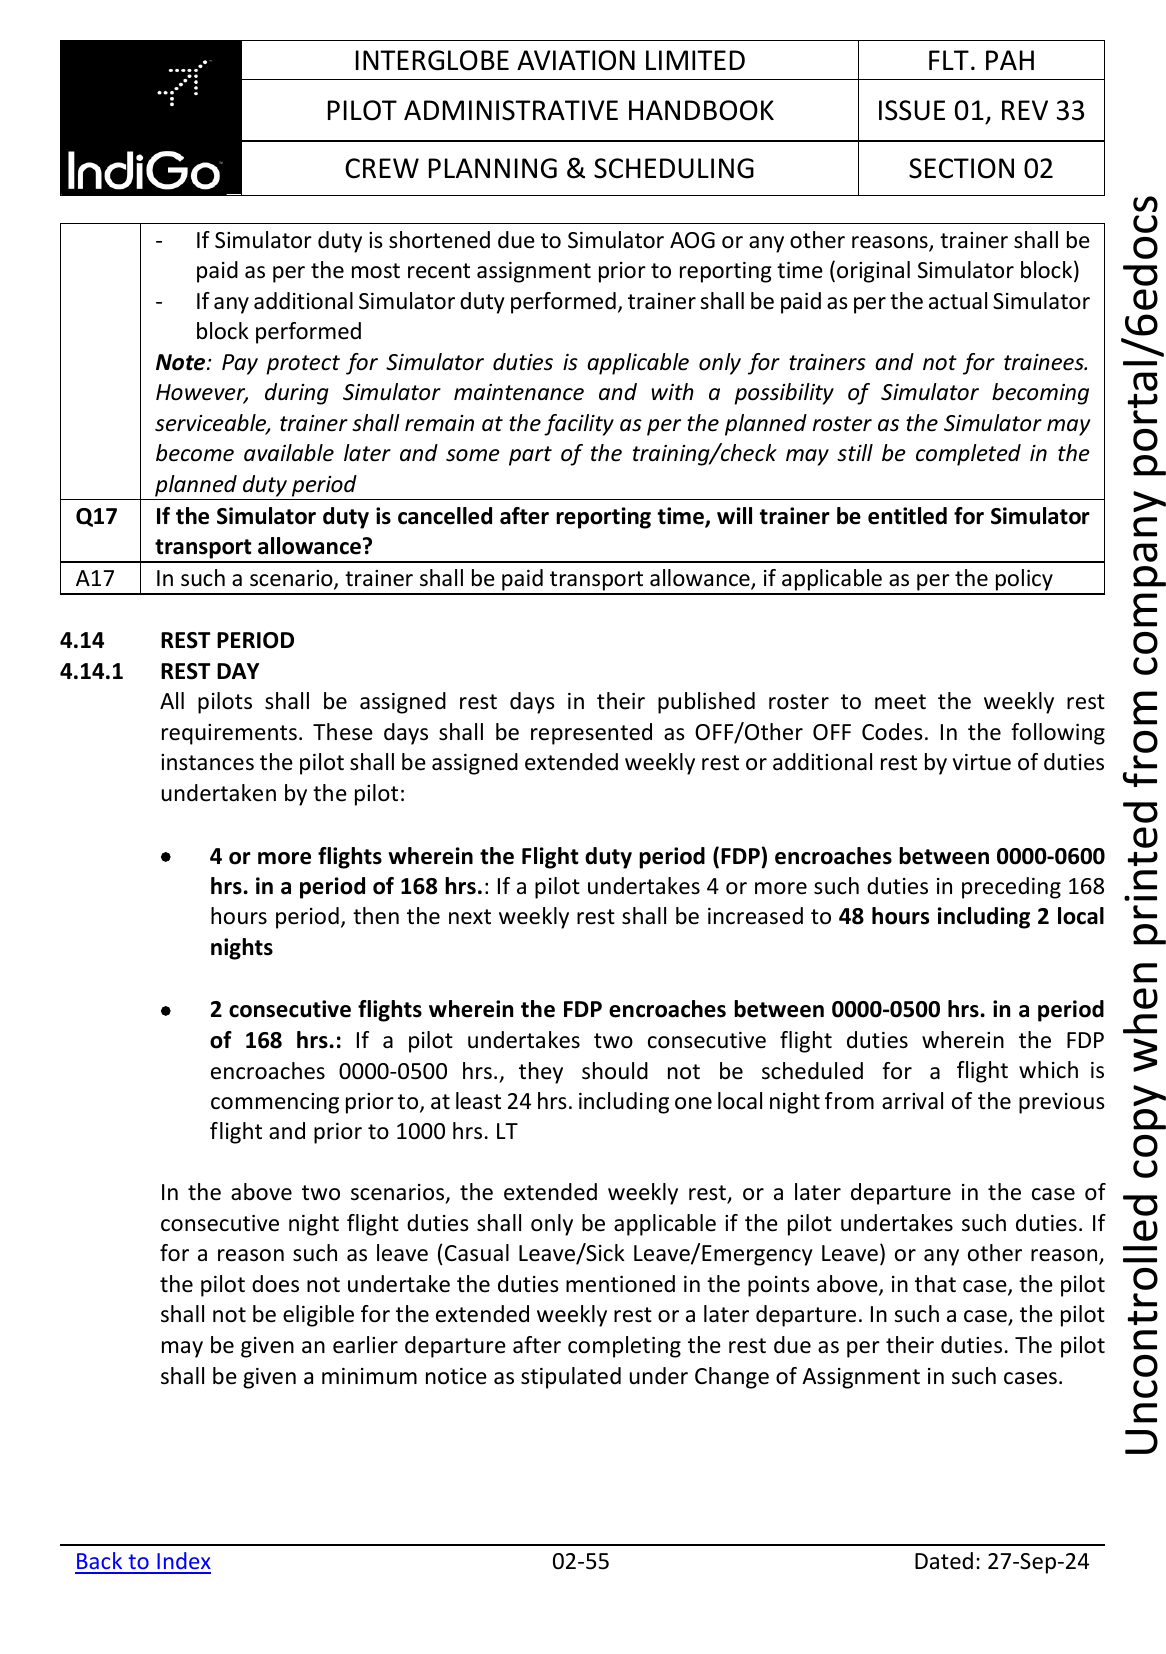 INTERGLOBE AVIATION LIMITED
FLT. PAH
PILOT ADMINISTRATIVE HANDBOOK
ISSUE 01, REV 33
IndiGo
CREW PLANNING & SCHEDULING
SECTION 02
- If Simulator duty is shortened due to Simulator AOG or any other reasons, trainer shall be
paid as per the most recent assignment prior to reporting time (original Simulator block)
- If any additional Simulator duty performed, trainer shall be paid as per the actual Simulator
block performed
Note: Pay protect for Simulator duties is applicable only for trainers and not for trainees.
However, during Simulator maintenance and with a possibility of Simulator becoming
serviceable, trainer shall remain at the facility as per the planned roster as the Simulator may
become available later and some part of the training/check may still be completed in the
planned duty period
Q17 If the Simulator duty is cancelled after reporting time, will trainer be entitled for Simulator
transport allowance?
A17 In such a scenario, trainer shall be paid transport allowance, if applicable as per the policy
4.14 REST PERIOD
4.14.1 REST DAY
All pilots shall be assigned rest days in their published roster to meet the weekly rest
requirements. These days shall be represented as OFF/Other OFF Codes. In the following
instances the pilot shall be assigned extended weekly rest or additional rest by virtue of duties
undertaken by the pilot:
• 4 or more flights wherein the Flight duty period (FDP) encroaches between 0000-0600
hrs. in a period of 168 hrs.: If a pilot undertakes 4 or more such duties in preceding 168
hours period, then the next weekly rest shall be increased to 48 hours including 2 local
nights
• 2 consecutive flights wherein the FDP encroaches between 0000-0500 hrs. in a period
of 168 hrs.: If a pilot undertakes two consecutive flight duties wherein the FDP
encroaches 0000-0500 hrs., they should not be scheduled for a flight which is
commencing prior to, at least 24 hrs. including one local night from arrival of the previous
flight and prior to 1000 hrs. LT
In the above two scenarios, the extended weekly rest, or a later departure in the case of
consecutive night flight duties shall only be applicable if the pilot undertakes such duties. If
for a reason such as leave (Casual Leave/Sick Leave/Emergency Leave) or any other reason,
the pilot does not undertake the duties mentioned in the points above, in that case, the pilot
shall not be eligible for the extended weekly rest or a later departure. In such a case, the pilot
may be given an earlier departure after completing the rest due as per their duties. The pilot
shall be given a minimum notice as stipulated under Change of Assignment in such cases.
Back to Index
02-55
Dated: 27-Sep-24
Uncontrolled copy when printed from company portal/6edocs